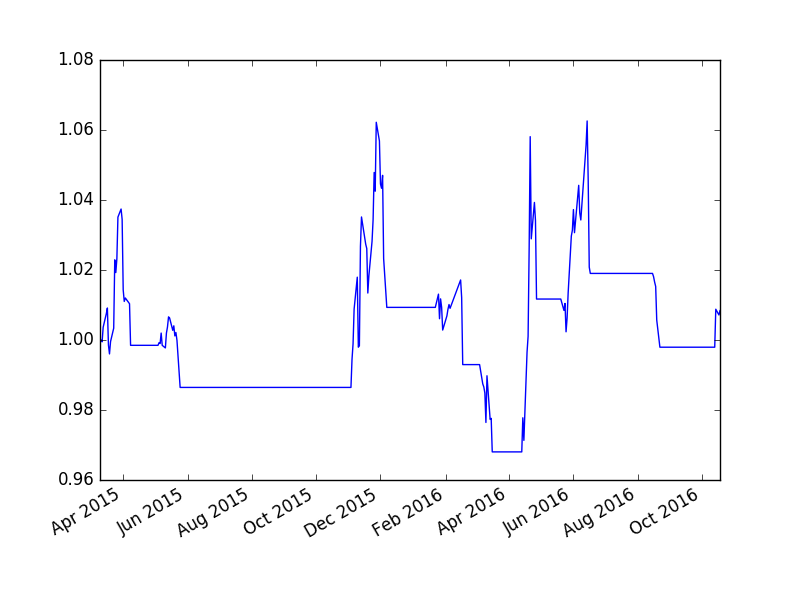 1.08
1.06
1.04
1.02
1.00
0.98
0.96
Apr 2015
Jun 2015
Aug 2015
Oct 2015
Dec 2015
Feb 2016
Apr 2016
Jun 2016
Aug 2016
Oct 2016